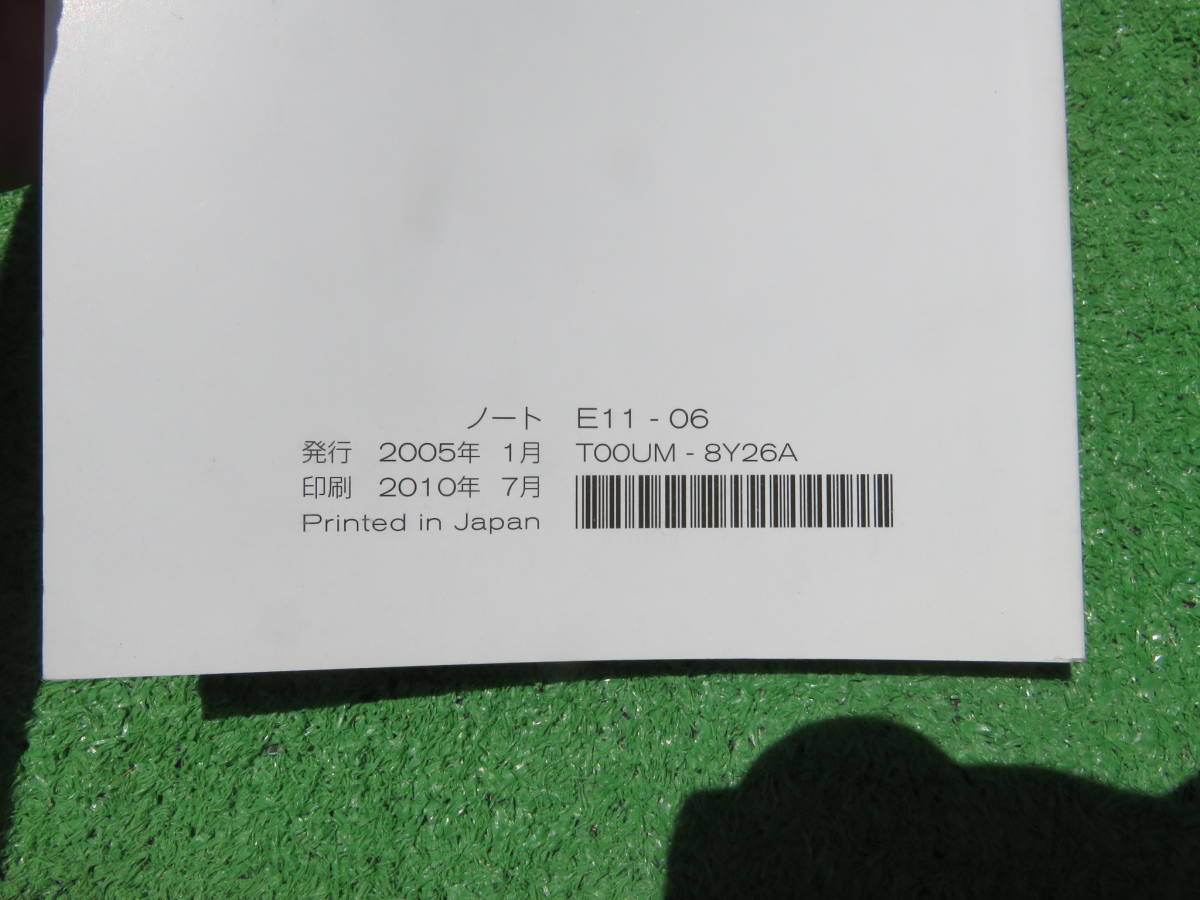 ノート E11 - 06
発行 2005年 1月 T00UM - 8Y26A
印刷 2010年 7月
Printed in Japan